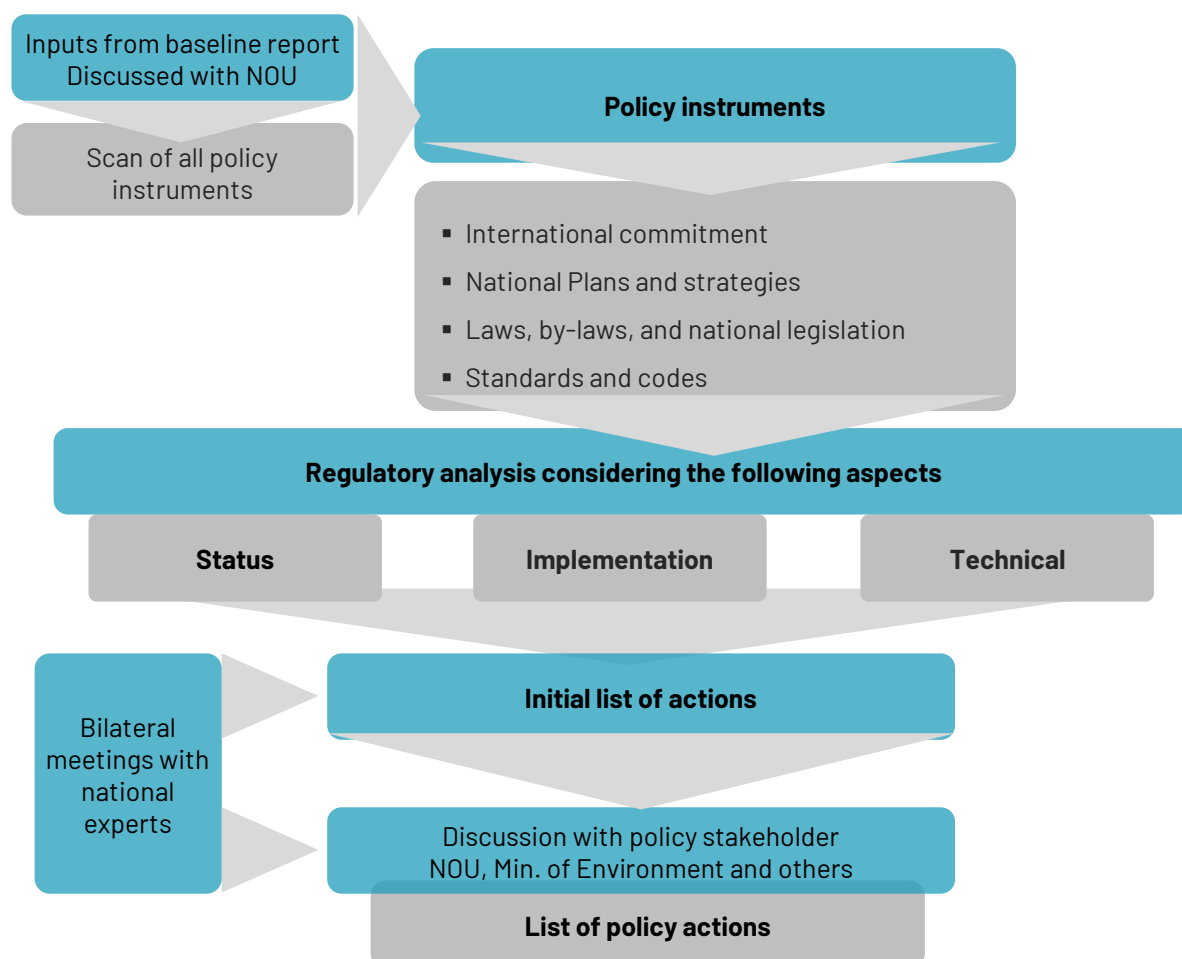 Inputs from baseline report
Discussed with NOU
Scan of all policy
instruments
Policy instruments
▪ International commitment
▪ National Plans and strategies
▪ Laws, by-laws, and national legislation
▪ Standards and codes
Regulatory analysis considering the following aspects
Status
Implementation
Technical
Bilateral
meetings with
national
experts
Initial list of actions
Discussion with policy stakeholder
NOU, Min. of Environment and others
List of policy actions